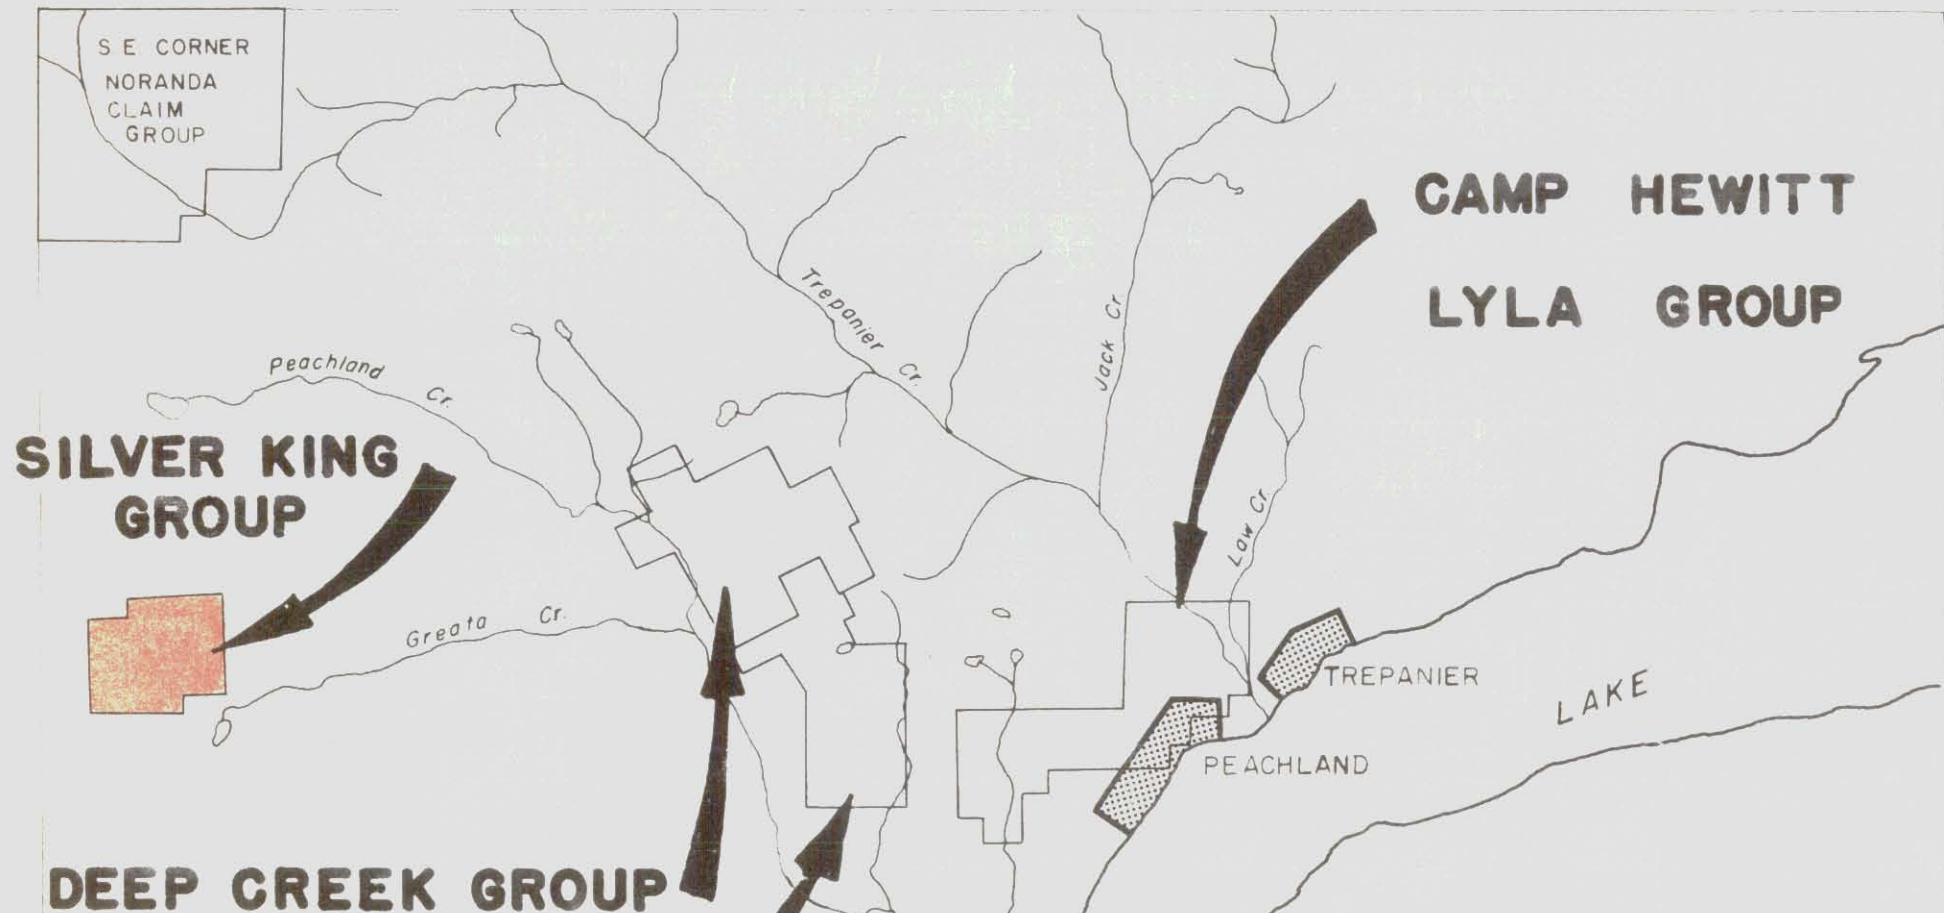 S E CORNER
NORANDA
CLAIM
GROUP
CAMP HEWITT
LYLA GROUP
Trepanier Cr.
Jack Cr
Peachland Cr.
SILVER KING
GROUP
Law Cr
Greata Cr.
TREPANIER
LAKE
PEACHLAND
DEEP CREEK GROUP